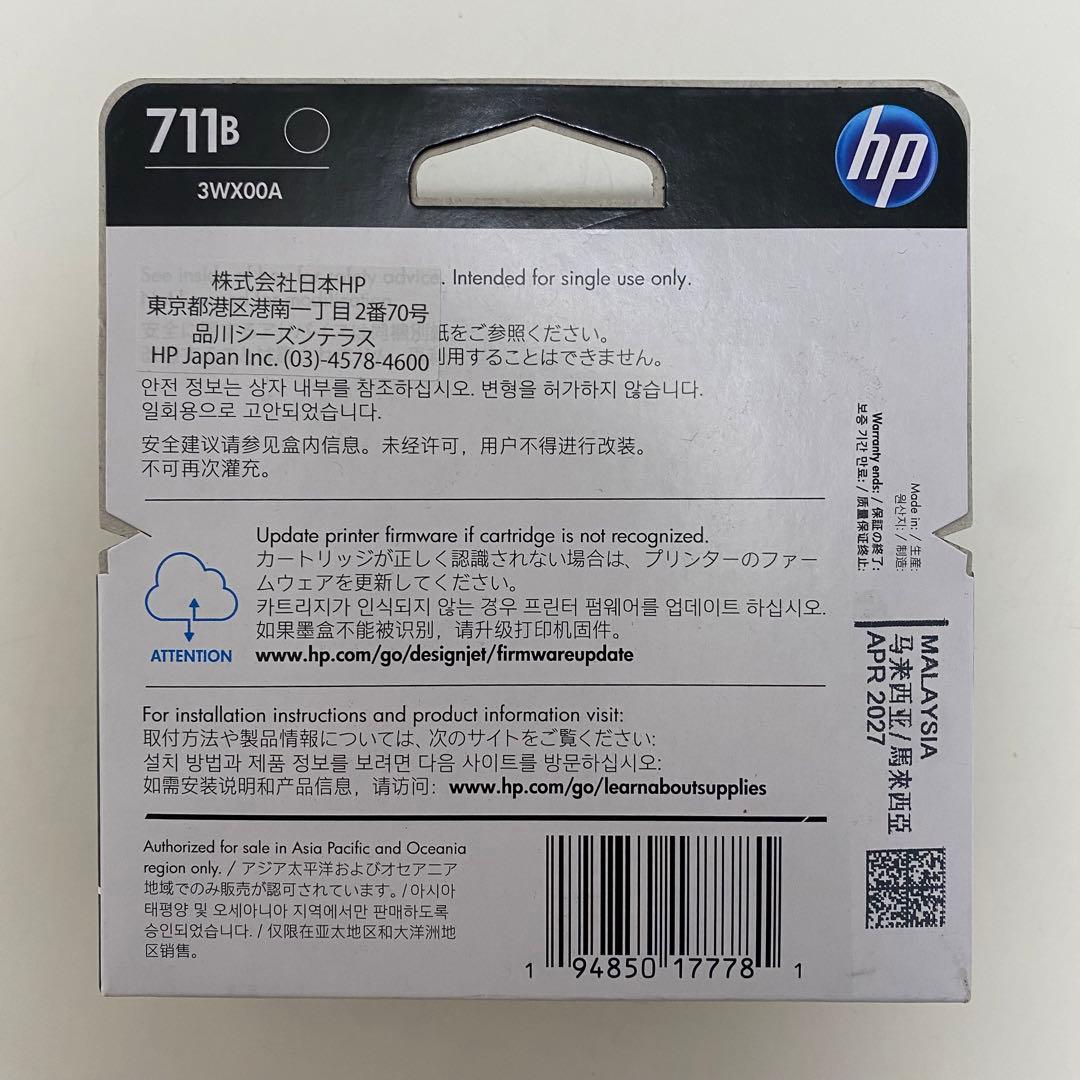 711B
3WX00A
hp
See insi
ty advice. Intended for single use only.
株式会社日本HP
東京都港区港南一丁目2番70号
品川シーズンテラス
HP Japan Inc. (03)-4578-4600
紙をご参照ください。
利用することはできません。
안전 정보는 상자 내부를 참조하십시오. 변형을 허가하지 않습니다.
일회용으로 고안되었습니다.
安全建议请参见盒内信息。未经许可，用户不得进行改装。
不可再次灌充。
Update printer firmware if cartridge is not recognized.
カートリッジが正しく認識されない場合は、プリンターのファー
ムウェアを更新してください。
카트리지가 인식되지 않는 경우 프린터 펌웨어를 업데이트 하십시오.
如果墨盒不能被识别，请升级打印机固件。
ATTENTION
www.hp.com/go/designjet/firmwareupdate
For installation instructions and product information visit:
取付方法や製品情報については、次のサイトをご覧ください:
설치 방법과 제품 정보를 보려면 다음 사이트를 방문하십시오:
如需安装说明和产品信息，请访问: www.hp.com/go/learnaboutsupplies
Authorized for sale in Asia Pacific and Oceania
region only. / アジア太平洋およびオセアニア
地域でのみ販売が認可されています。/ 아시아
태평양 및 오세아니아 지역에서만 판매하도록
승인되었습니다. / 仅限在亚太地区和大洋洲地
区销售。
1 94850 17778 1
Made in: / 生産:
원산지: / 制造:
Warranty ends: / 保証の終了:
보증 기간 만료: / 质量保证终止:
MALAYSIA
马来西亚/馬來西亞
APR 2027